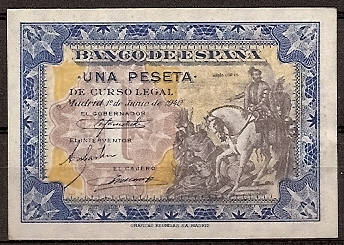 BANCO DE ESPAÑA
UNA PESETA
DE CURSO LEGAL
Madrid 1º de Junio de 1940
EL GOBERNADOR
EL INTERVENTOR
EL CAJERO
GRAFICAS REUNIDAS S.A. MADRID